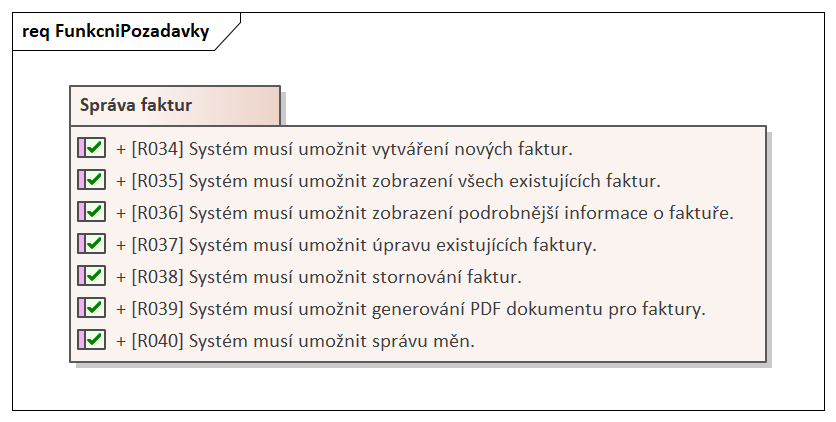 req FunkcniPozadavky
Správa faktur
+ [R034] Systém musí umožnit vytváření nových faktur.
+ [R035] Systém musí umožnit zobrazení všech existujících faktur.
+ [R036] Systém musí umožnit zobrazení podrobnější informace o faktuře.
+ [R037] Systém musí umožnit úpravu existujících faktury.
+ [R038] Systém musí umožnit stornování faktur.
+ [R039] Systém musí umožnit generování PDF dokumentu pro faktury.
+ [R040] Systém musí umožnit správu měn.